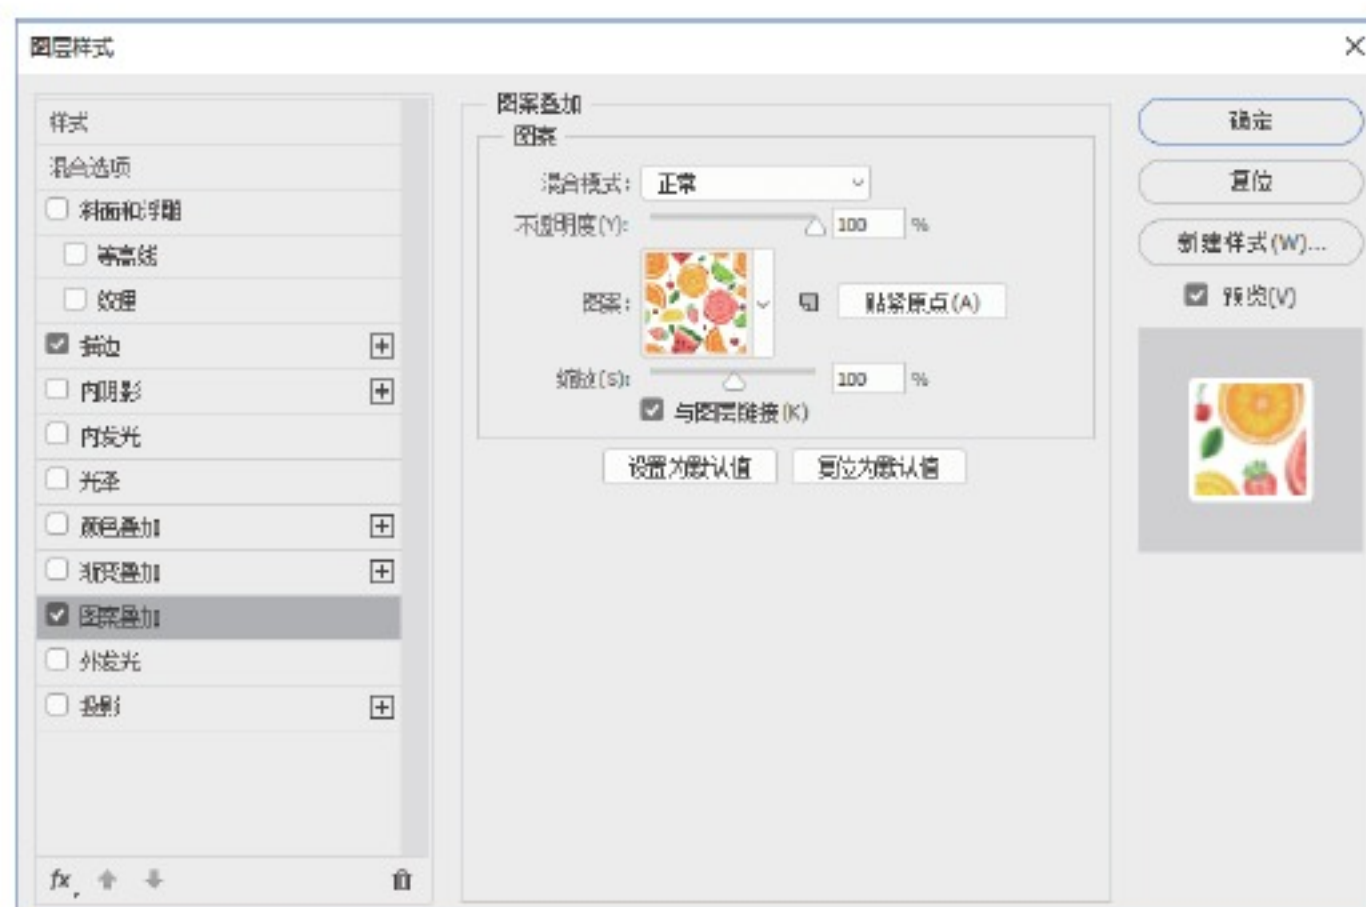 图层样式
样式
混合选项
斜面和浮雕
等高线
纹理
描边
内阴影
内发光
光泽
颜色叠加
渐变叠加
图案叠加
外发光
投影
fx
图案叠加
图案
混合模式: 正常
不透明度(Y): 100 %
图案: 贴紧原点(A)
缩放(S): 100 %
与图层链接(K)
设置为默认值 复位为默认值
确定
复位
新建样式(W)...
预览(V)